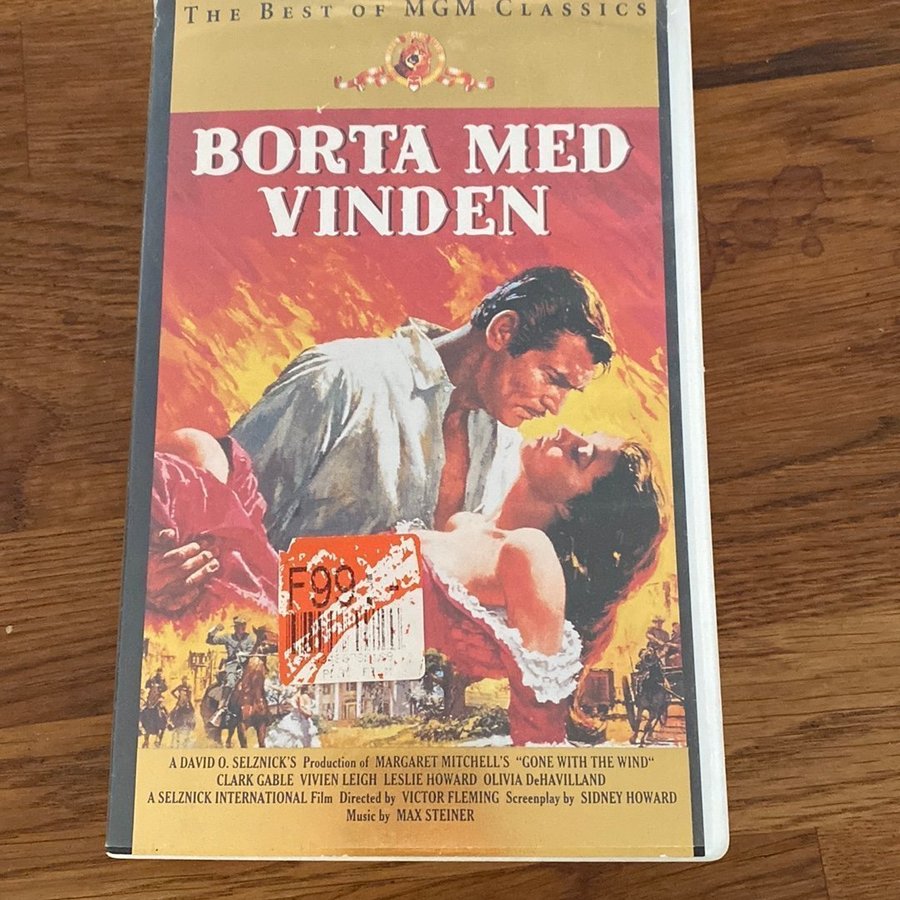 THE BEST OF MGM CLASSICS
BORTA MED
VINDEN
F99:-
A DAVID O. SELZNICK'S Production of MARGARET MITCHELL'S "GONE WITH THE WIND"
CLARK GABLE VIVIEN LEIGH LESLIE HOWARD OLIVIA DeHAVILLAND
A SELZNICK INTERNATIONAL Film Directed by VICTOR FLEMING Screenplay by SIDNEY HOWARD
Music by MAX STEINER